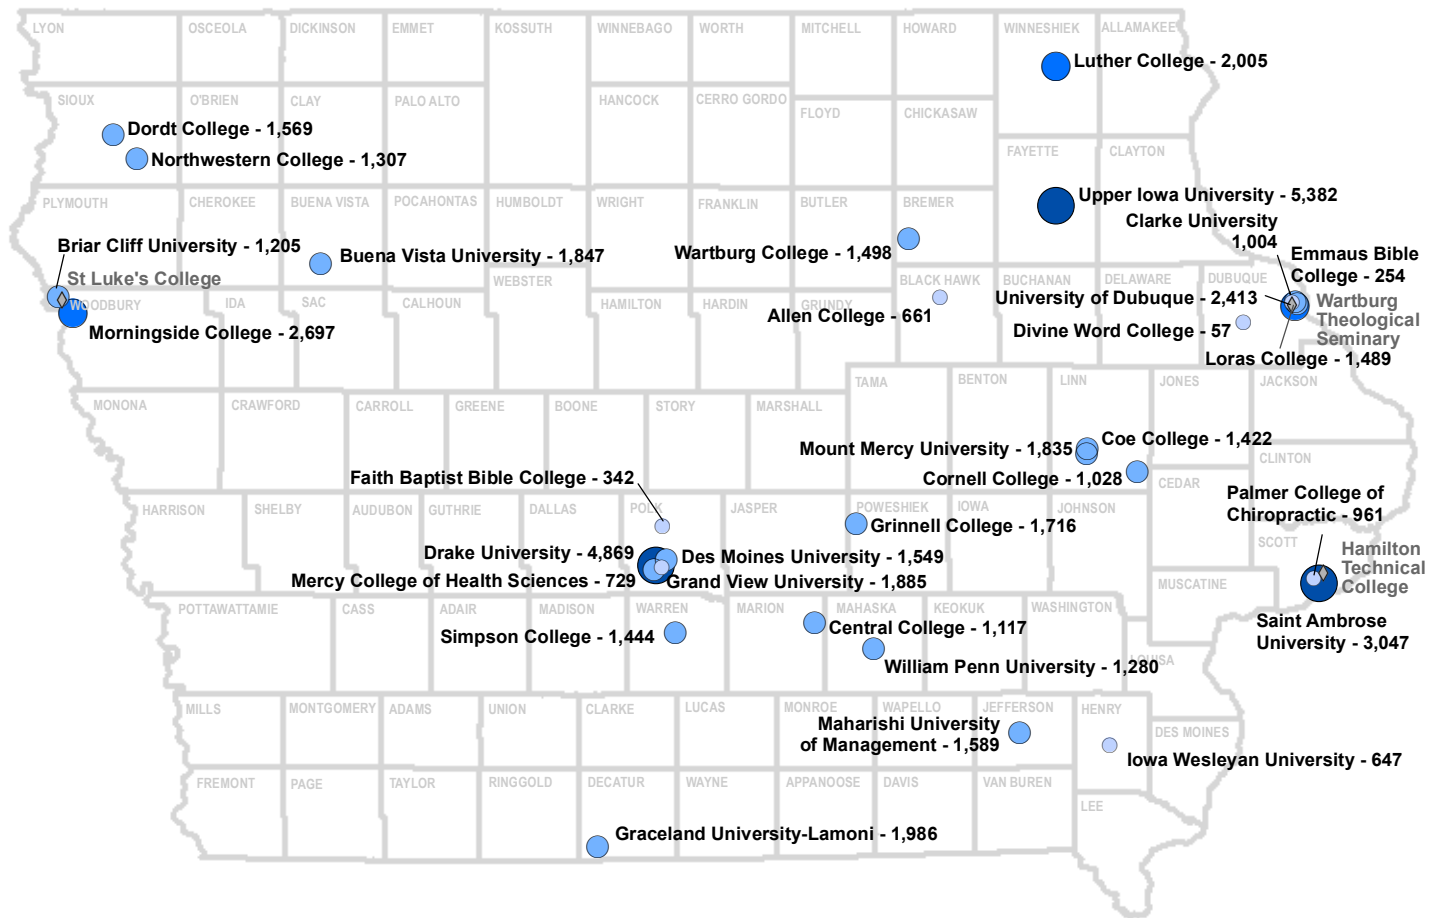 LYON
OSCEOLA
DICKINSON
EMMET
KOSSUTH
WINNEBAGO
WORTH
MITCHELL
HOWARD
WINNESHIEK
ALLAMAKEE
Luther College - 2,005
SIOUX
O'BRIEN
CLAY
PALO ALTO
HANCOCK
CERRO GORDO
FLOYD
CHICKASAW
Dordt College - 1,569
Northwestern College - 1,307
FAYETTE
CLAYTON
PLYMOUTH
CHEROKEE
BUENA VISTA
POCAHONTAS
HUMBOLDT
WRIGHT
FRANKLIN
BUTLER
BREMER
Upper Iowa University - 5,382
Clarke University
1,004
Briar Cliff University - 1,205
Buena Vista University - 1,847
Wartburg College - 1,498
Emmaus Bible
College - 254
St Luke's College
WEBSTER
BLACK HAWK
BUCHANAN
DELAWARE
DUBUQUE
WOODBURY
IDA
SAC
CALHOUN
HAMILTON
HARDIN
GRUNDY
University of Dubuque - 2,413
Wartburg
Theological
Seminary
Allen College - 661
Divine Word College - 57
Morningside College - 2,697
Loras College - 1,489
TAMA
BENTON
LINN
JONES
JACKSON
MONONA
CRAWFORD
CARROLL
GREENE
BOONE
STORY
MARSHALL
Mount Mercy University - 1,835
Coe College - 1,422
CLINTON
Faith Baptist Bible College - 342
Cornell College - 1,028
CEDAR
Palmer College of
Chiropractic - 961
HARRISON
SHELBY
AUDUBON
GUTHRIE
DALLAS
POLK
JASPER
POWESHIEK
IOWA
JOHNSON
Grinnell College - 1,716
SCOTT
Hamilton
Technical
College
Drake University - 4,869
Des Moines University - 1,549
Mercy College of Health Sciences - 729
Grand View University - 1,885
MUSCATINE
POTTAWATTAMIE
CASS
ADAIR
MADISON
WARREN
MARION
MAHASKA
KEOKUK
WASHINGTON
Saint Ambrose
University - 3,047
Simpson College - 1,444
Central College - 1,117
William Penn University - 1,280
LOUISA
MILLS
MONTGOMERY
ADAMS
UNION
CLARKE
LUCAS
MONROE
WAPELLO
JEFFERSON
HENRY
Maharishi University
of Management - 1,589
DES MOINES
Iowa Wesleyan University - 647
FREMONT
PAGE
TAYLOR
RINGGOLD
DECATUR
WAYNE
APPANOOSE
DAVIS
VAN BUREN
LEE
Graceland University-Lamoni - 1,986